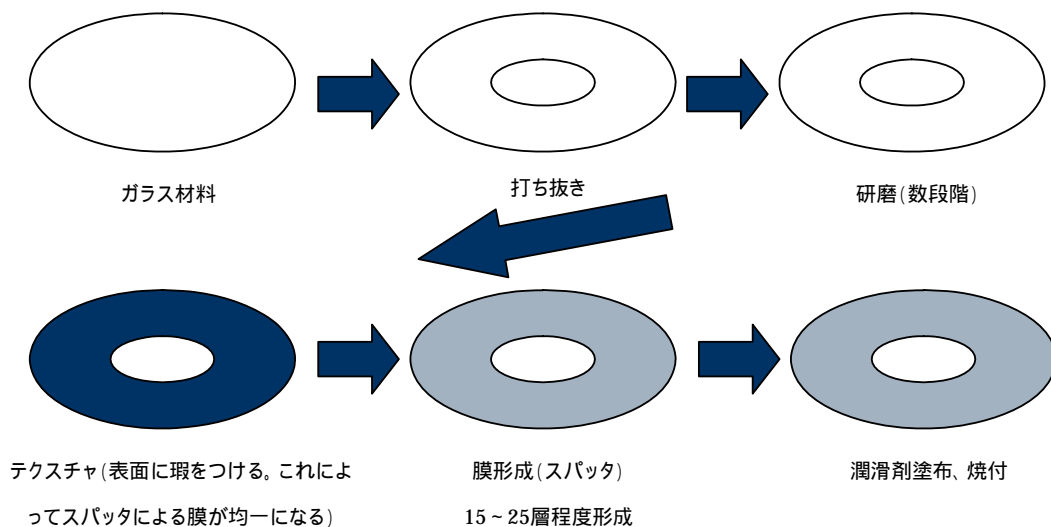 ガラス材料
打ち抜き
研磨(数段階)
テクスチャ(表面に瑕をつける。これによ
ってスパッタによる膜が均一になる)
膜形成(スパッタ)
15~25層程度形成
潤滑剤塗布、焼付